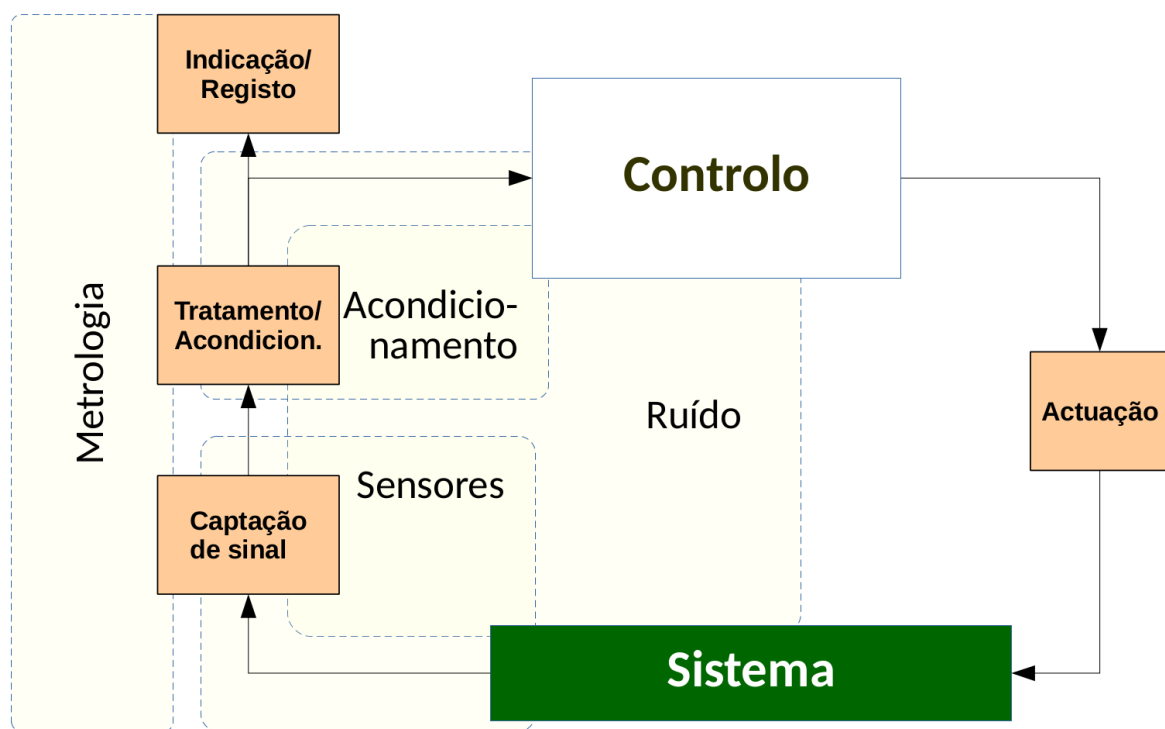 Indicação/
Registo
Controlo
Tratamento/
Acondicion.
Acondicio-
namento
Metrologia
Ruído
Actuação
Sensores
Captação
de sinal
Sistema